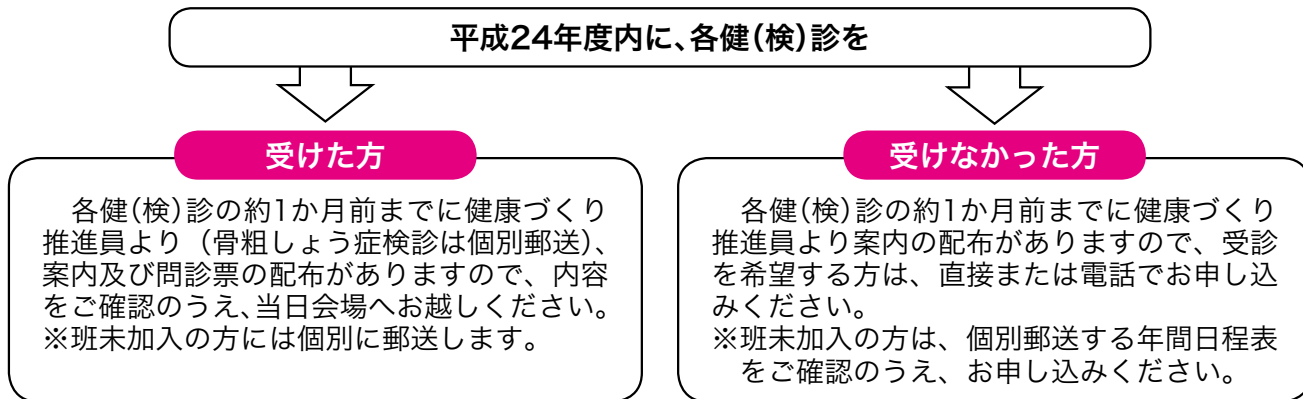 平成24年度内に、各健(検)診を
受けた方
各健(検)診の約1か月前までに健康づくり
推進員より（骨粗しょう症検診は個別郵送）、
案内及び問診票の配布がありますので、内容
をご確認のうえ、当日会場へお越しください。
※班未加入の方には個別に郵送します。
受けなかった方
各健(検)診の約1か月前までに健康づくり
推進員より案内の配布がありますので、受診
を希望する方は、直接または電話でお申し込
みください。
※班未加入の方は、個別郵送する年間日程表
をご確認のうえ、お申し込みください。